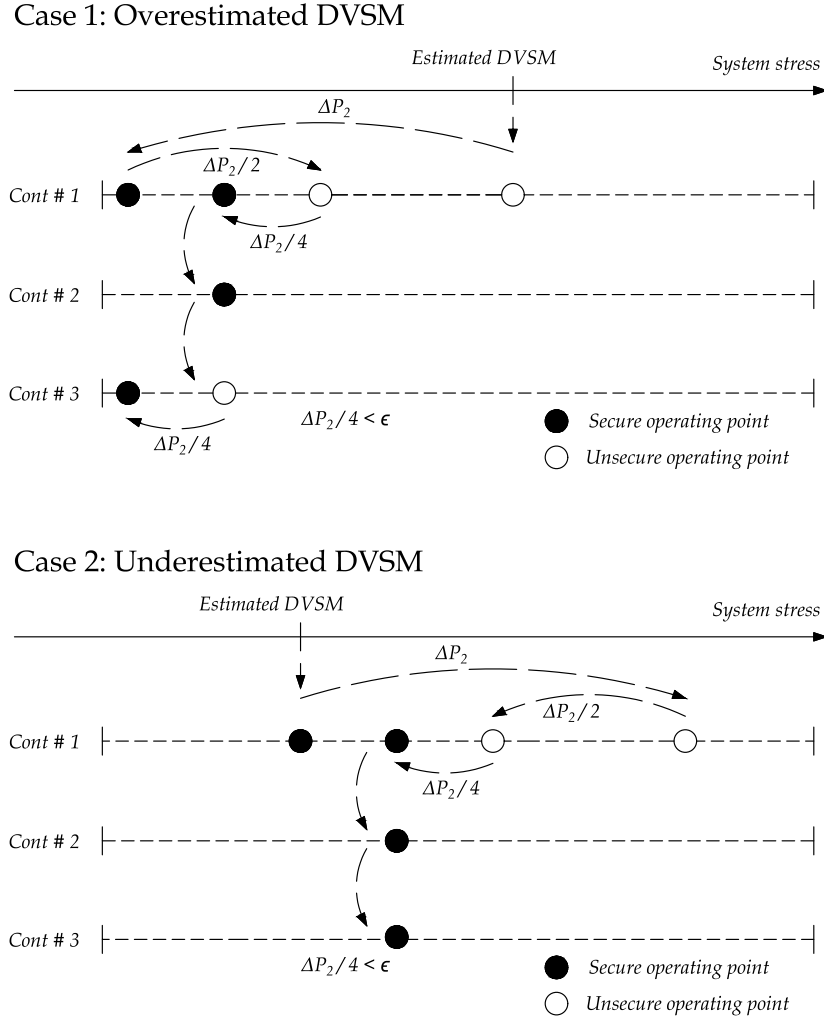 Case 1: Overestimated DVSM
Estimated DVSM
System stress
ΔP₂
ΔP₂/2
Cont # 1
ΔP₂/4
Cont # 2
Cont # 3
ΔP₂/4 < ϵ
Secure operating point
ΔP₂/4
Unsecure operating point
Case 2: Underestimated DVSM
Estimated DVSM
System stress
ΔP₂
ΔP₂/2
Cont # 1
ΔP₂/4
Cont # 2
Cont # 3
ΔP₂/4 < ϵ
Secure operating point
Unsecure operating point